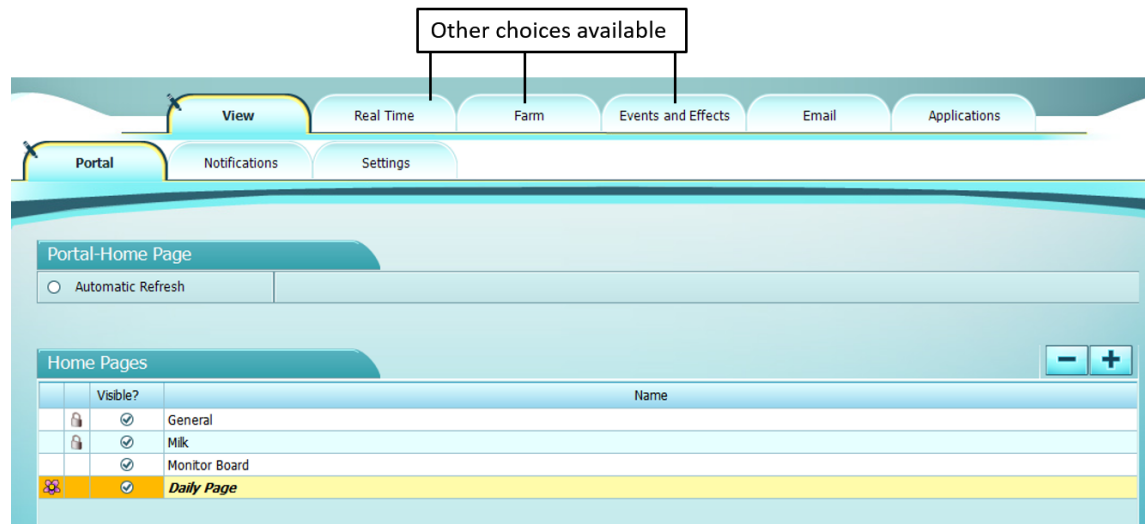 Other choices available
View Real Time Farm Events and Effects Email Applications
Portal Notifications Settings
Portal-Home Page
Automatic Refresh
Home Pages
Visible? Name
General
Milk
Monitor Board
Daily Page